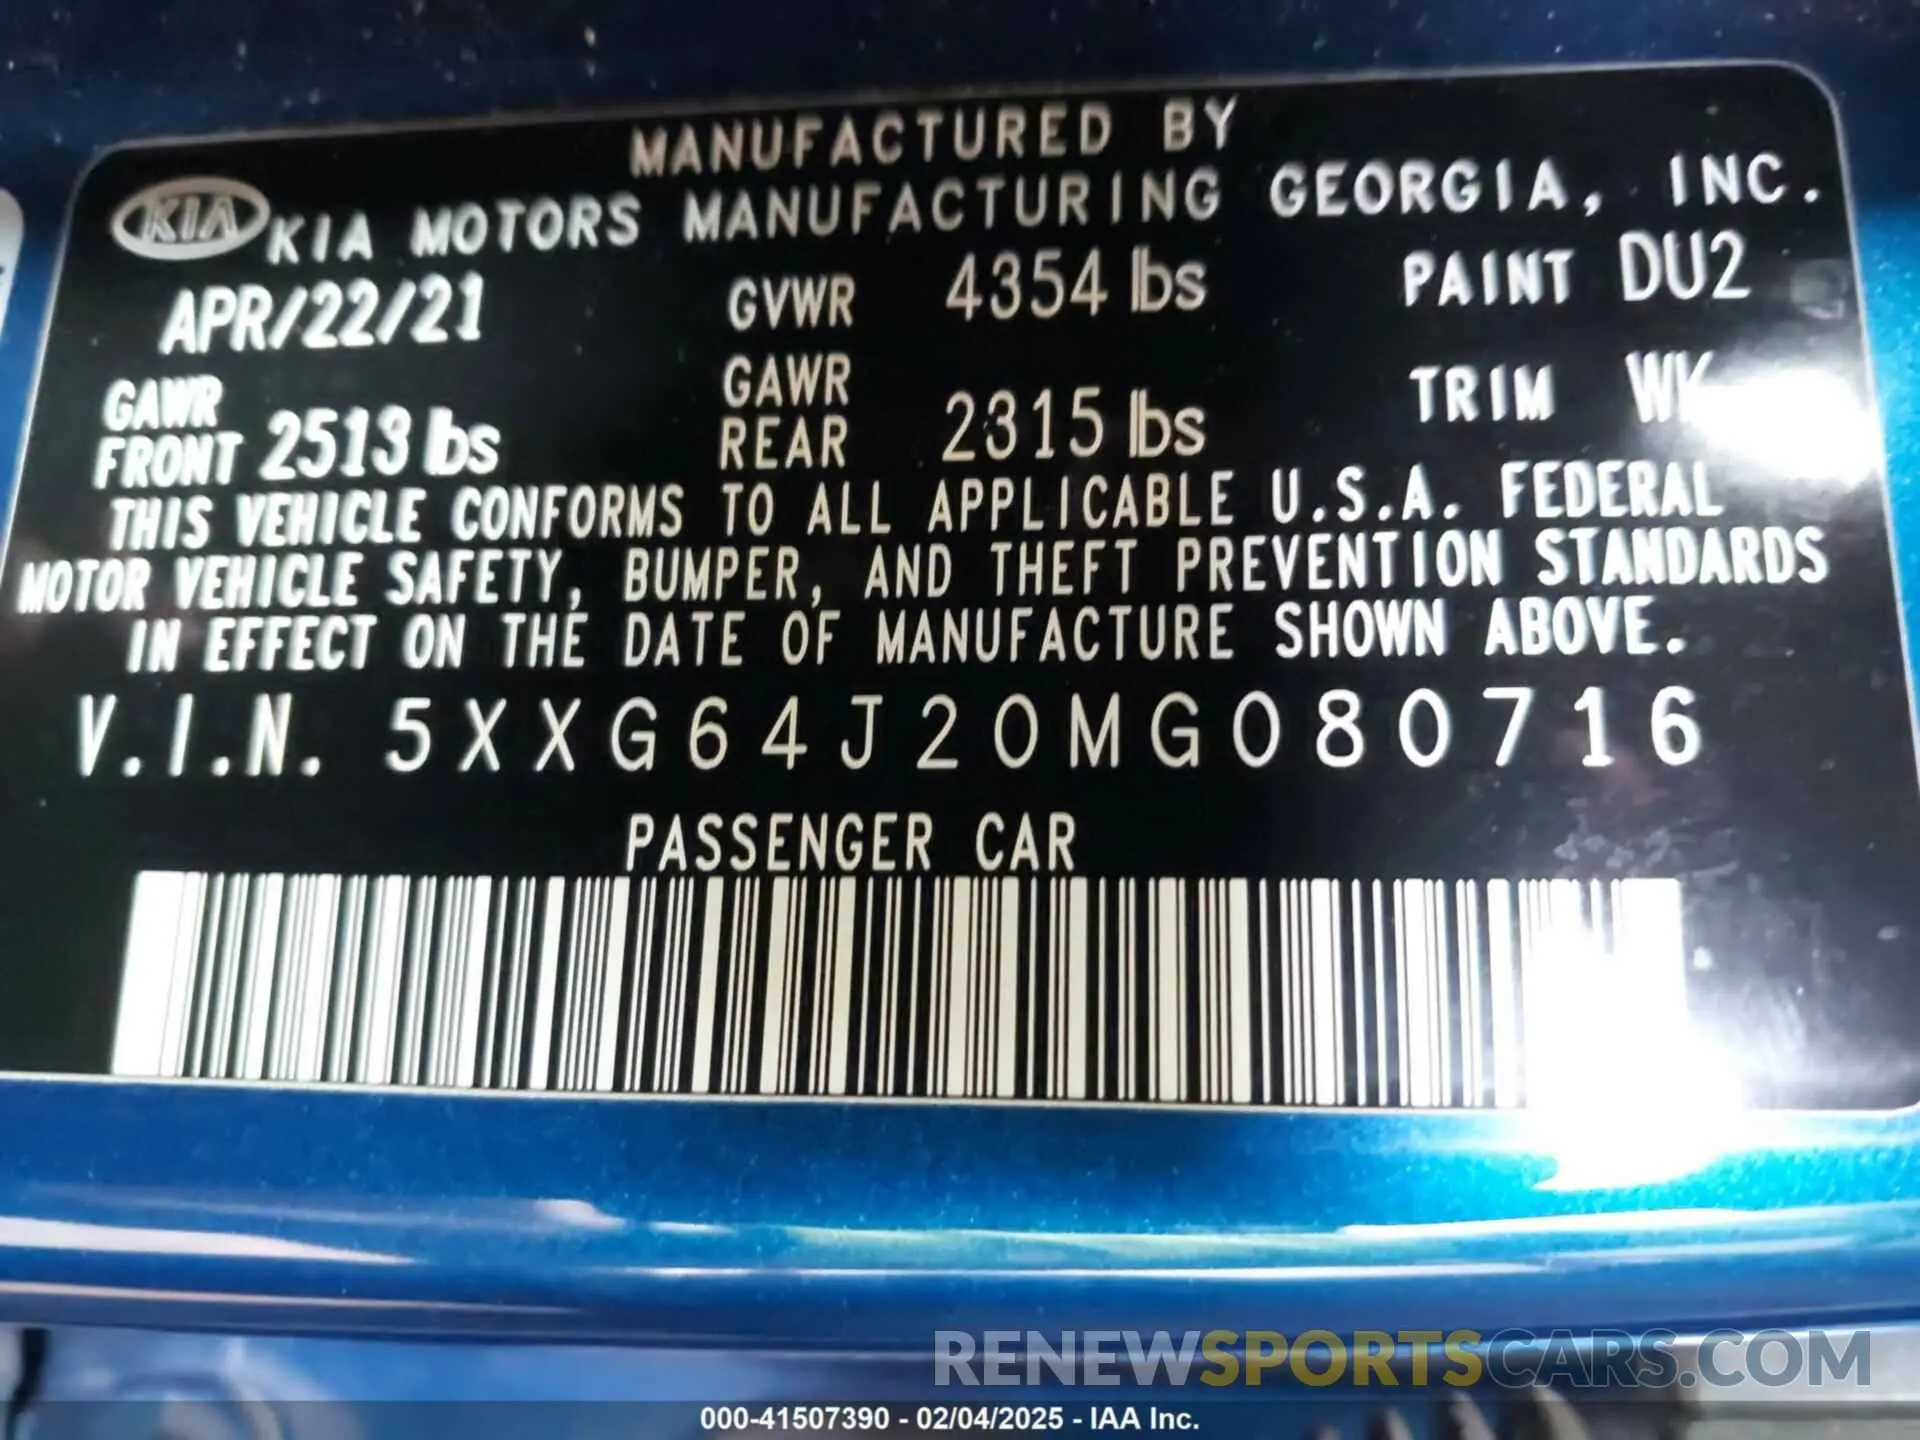 MANUFACTURED BY
KIA KIA MOTORS MANUFACTURING GEORGIA, INC.
APR/22/21 GVWR 4354 lbs PAINT DU2
GAWR FRONT 2513 lbs GAWR REAR 2315 lbs TRIM
THIS VEHICLE CONFORMS TO ALL APPLICABLE U.S.A. FEDERAL
MOTOR VEHICLE SAFETY, BUMPER, AND THEFT PREVENTION STANDARDS
IN EFFECT ON THE DATE OF MANUFACTURE SHOWN ABOVE.
V.I.N. 5XXG64J20MG080716
PASSENGER CAR
RENEWSPORTSCARS.COM
000-41507390 - 02/04/2025 - IAA Inc.